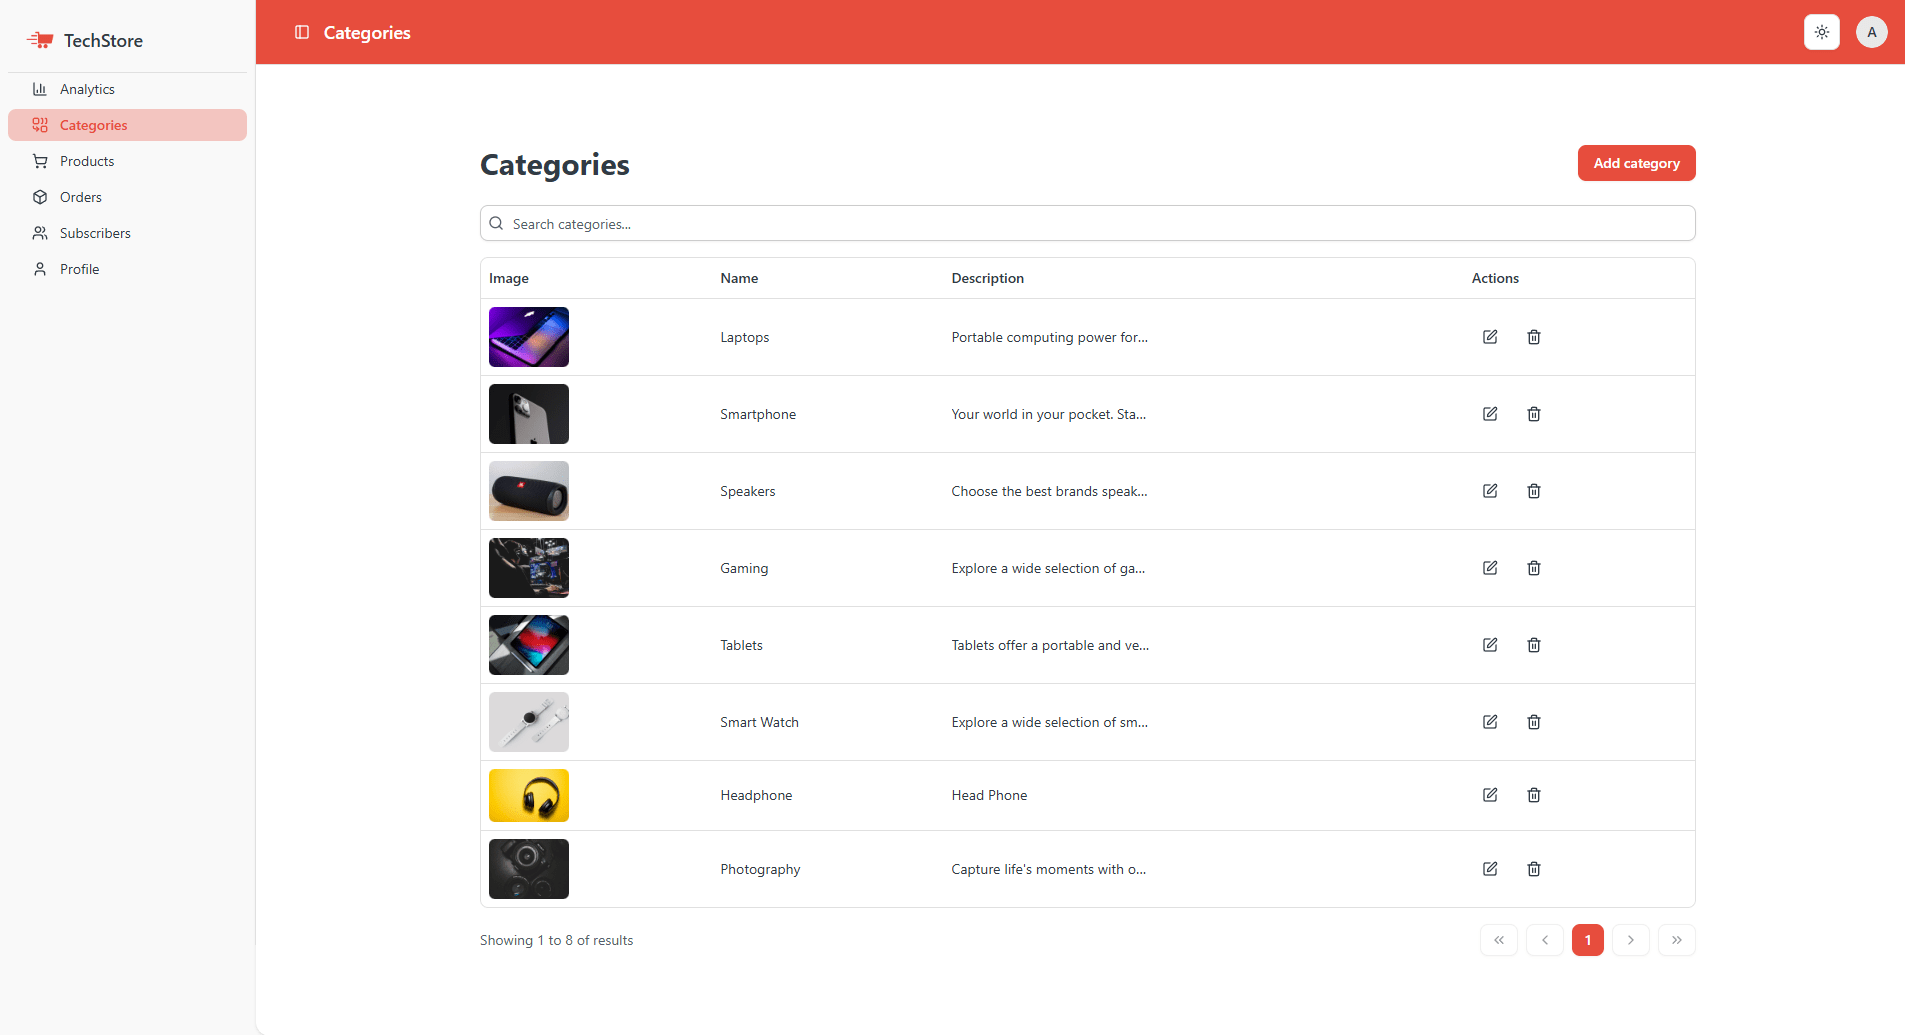 TechStore
Analytics
Categories
Products
Orders
Subscribers
Profile
Categories
A
Categories
Add category
Search categories...
Image Name Description Actions
Laptops Portable computing power for...
Smartphone Your world in your pocket. Sta...
Speakers Choose the best brands speak...
Gaming Explore a wide selection of ga...
Tablets Tablets offer a portable and ve...
Smart Watch Explore a wide selection of sm...
Headphone Head Phone
Photography Capture life's moments with o...
Showing 1 to 8 of results
1